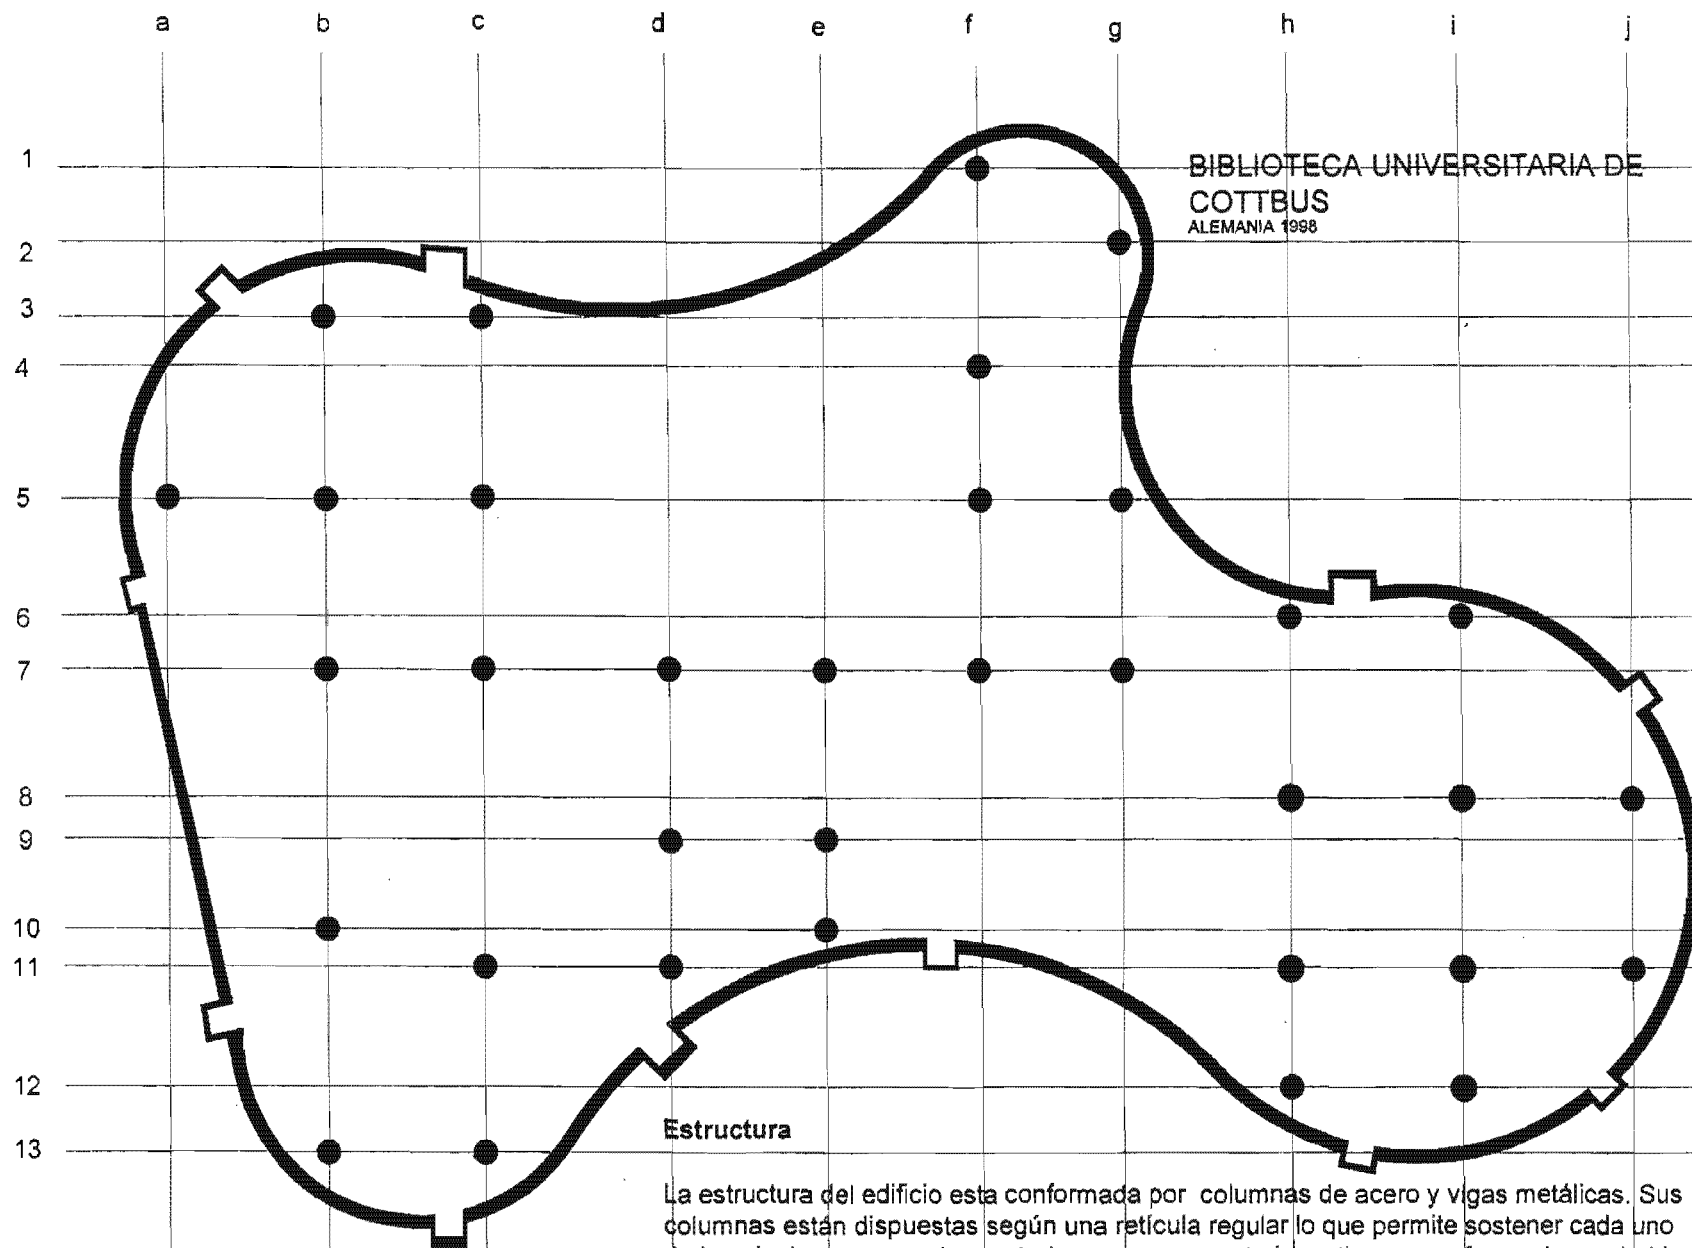 a b c d e f g h i j
1
BIBLIOTECA UNIVERSITARIA DE
COTTBUS
ALEMANIA 1998
2
3
4
5
6
7
8
9
10
11
12
13
Estructura
La estructura del edificio esta conformada por columnas de acero y vigas metálicas. Sus
columnas están dispuestas según una retícula regular lo que permite sostener cada uno